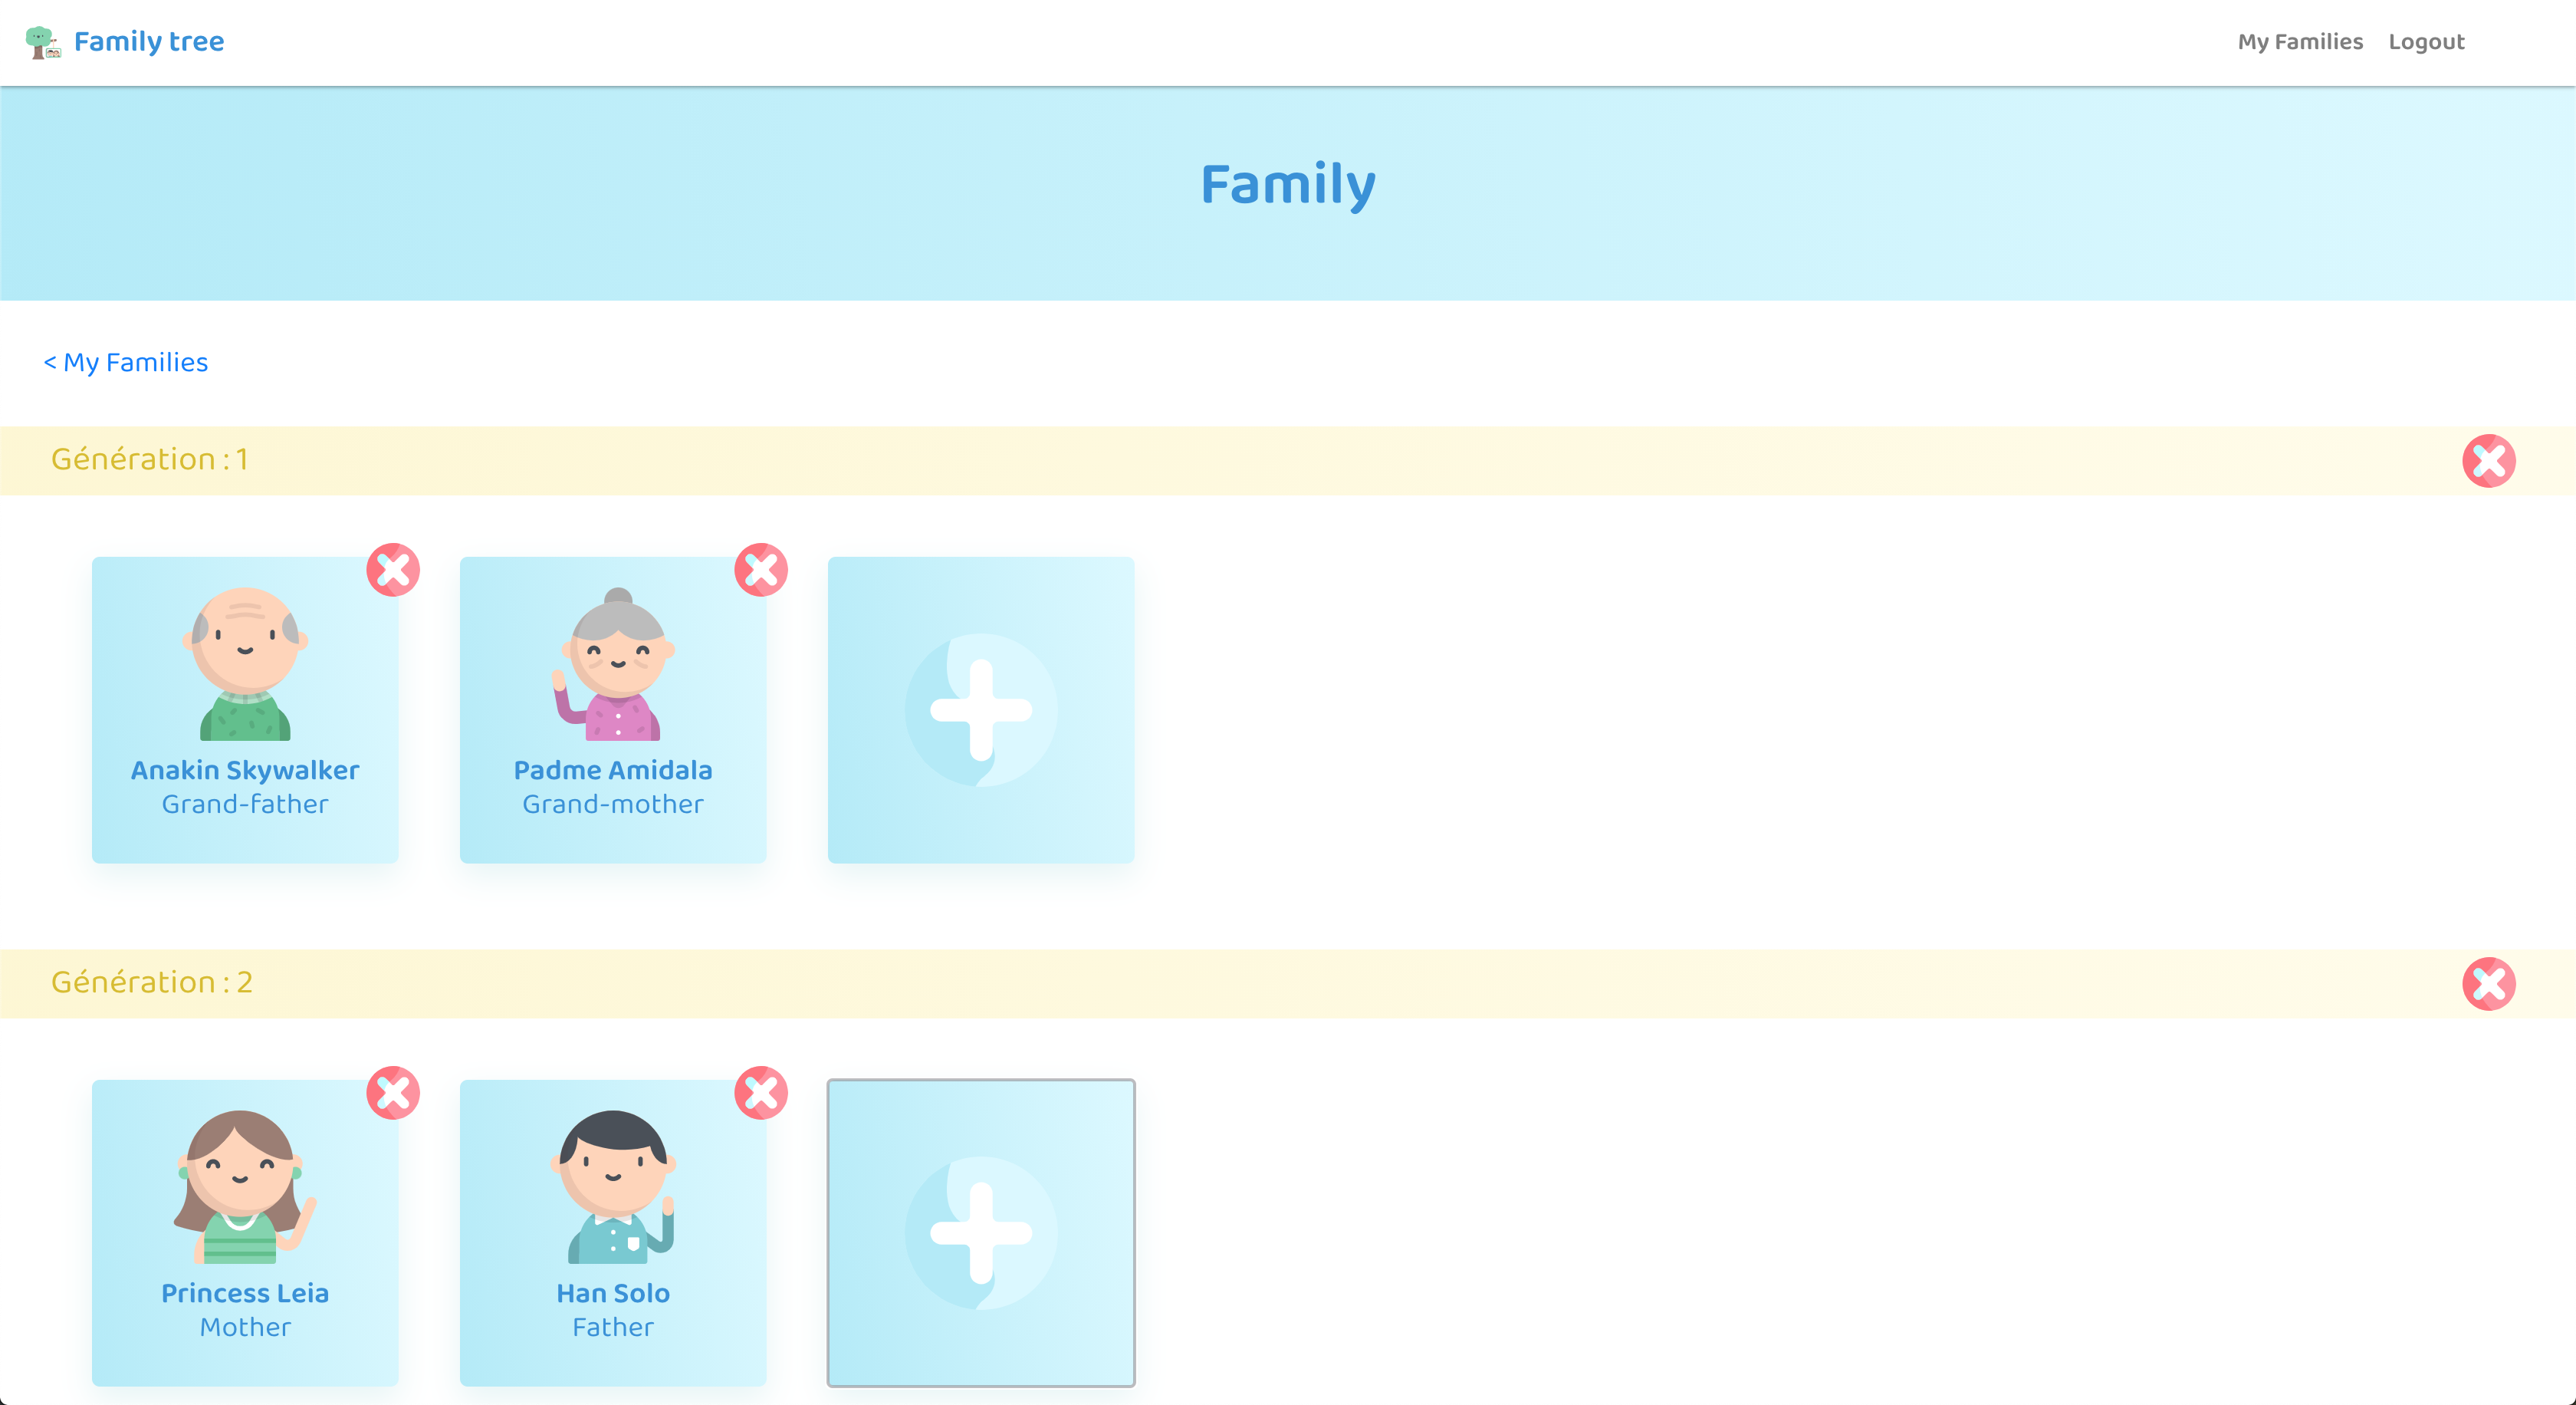 Family tree
My Families
Logout
Family
< My Families
Génération : 1
Anakin Skywalker
Grand-father
Padme Amidala
Grand-mother
Génération : 2
Princess Leia
Mother
Han Solo
Father